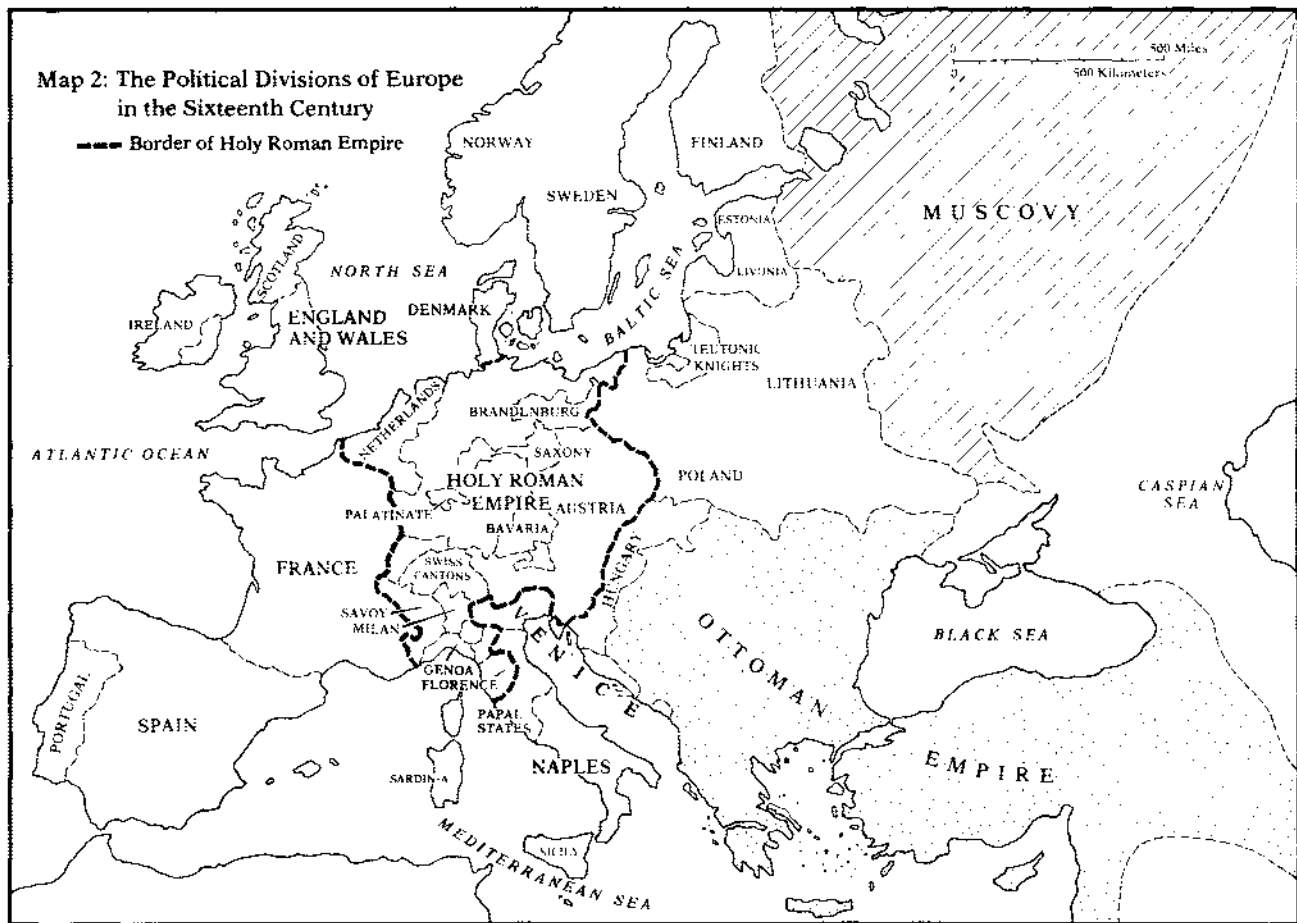 Map 2: The Political Divisions of Europe
in the Sixteenth Century
Border of Holy Roman Empire
0 500 Miles
0 500 Kilometers
NORWAY
FINLAND
SWEDEN
MUSCOVY
ESTONIA
LIVONIA
SCOTLAND
NORTH SEA
DENMARK
BALTIC SEA
IRELAND
ENGLAND
AND WALES
TEUTONIC
KNIGHTS
LITHUANIA
NETHERLANDS
BRANDENBURG
ATLANTIC OCEAN
SAXONY
HOLY ROMAN
EMPIRE
POLAND
CASPIAN
SEA
PALATINATE
AUSTRIA
BAVARIA
FRANCE
SWISS
CANTONS
HUNGARY
SAVOY
MILAN
VENICE
OTTOMAN
EMPIRE
BLACK SEA
GENOA
FLORENCE
PORTUGAL
SPAIN
PAPAL
STATES
SARDINIA
NAPLES
MEDITERRANEAN SEA
SICILY